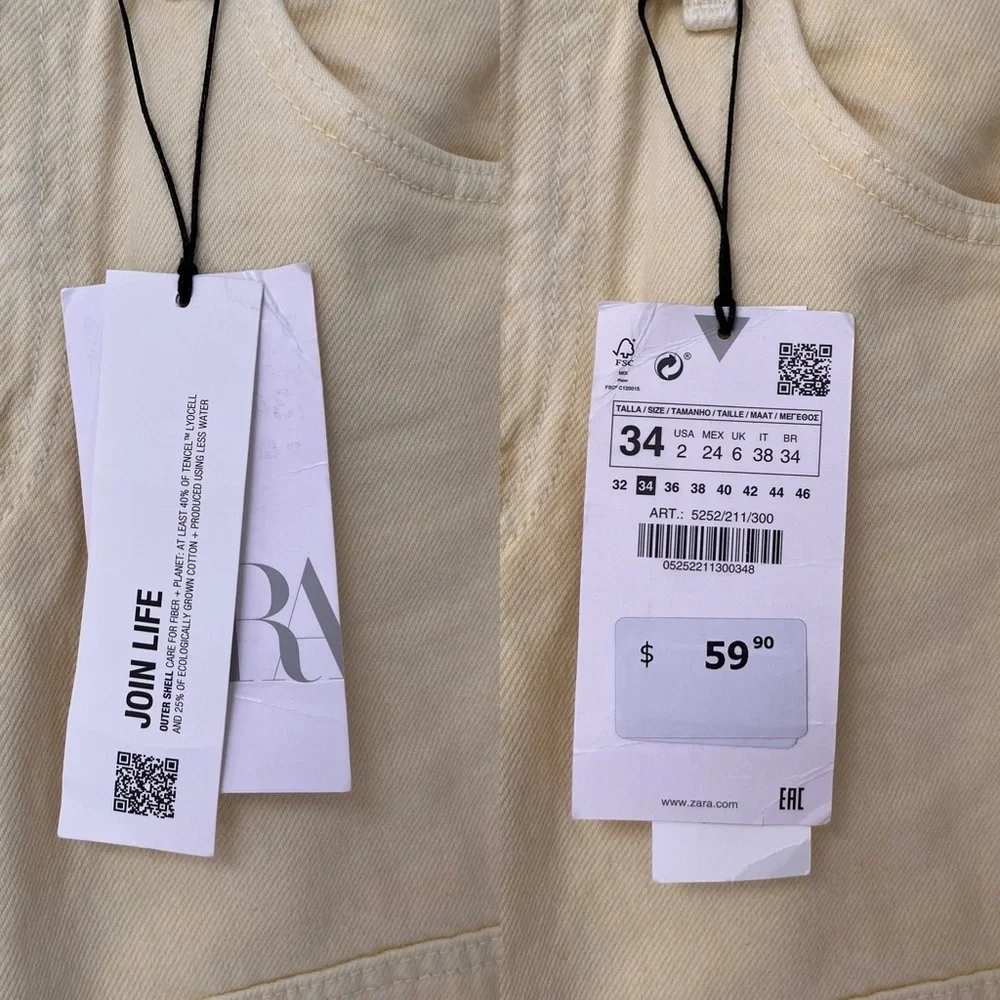 JOIN LIFE
OUTER SHELL CARE FOR FIBER + PLANET: AT LEAST 40% OF TENCEL™ LYOCELL
AND 25% OF ECOLOGICALLY GROWN COTTON + PRODUCED USING LESS WATER
RA
FSC
MIX
Paper
FSC® C120015
®
TALLA / SIZE / TAMANHO / TAILLE / MAAT / ΜΕΓΕΘΟΣ
34 USA MEX UK IT BR
2 24 6 38 34
32 34 36 38 40 42 44 46
ART.: 5252/211/300
05252211300348
$ 59 90
www.zara.com
EAC